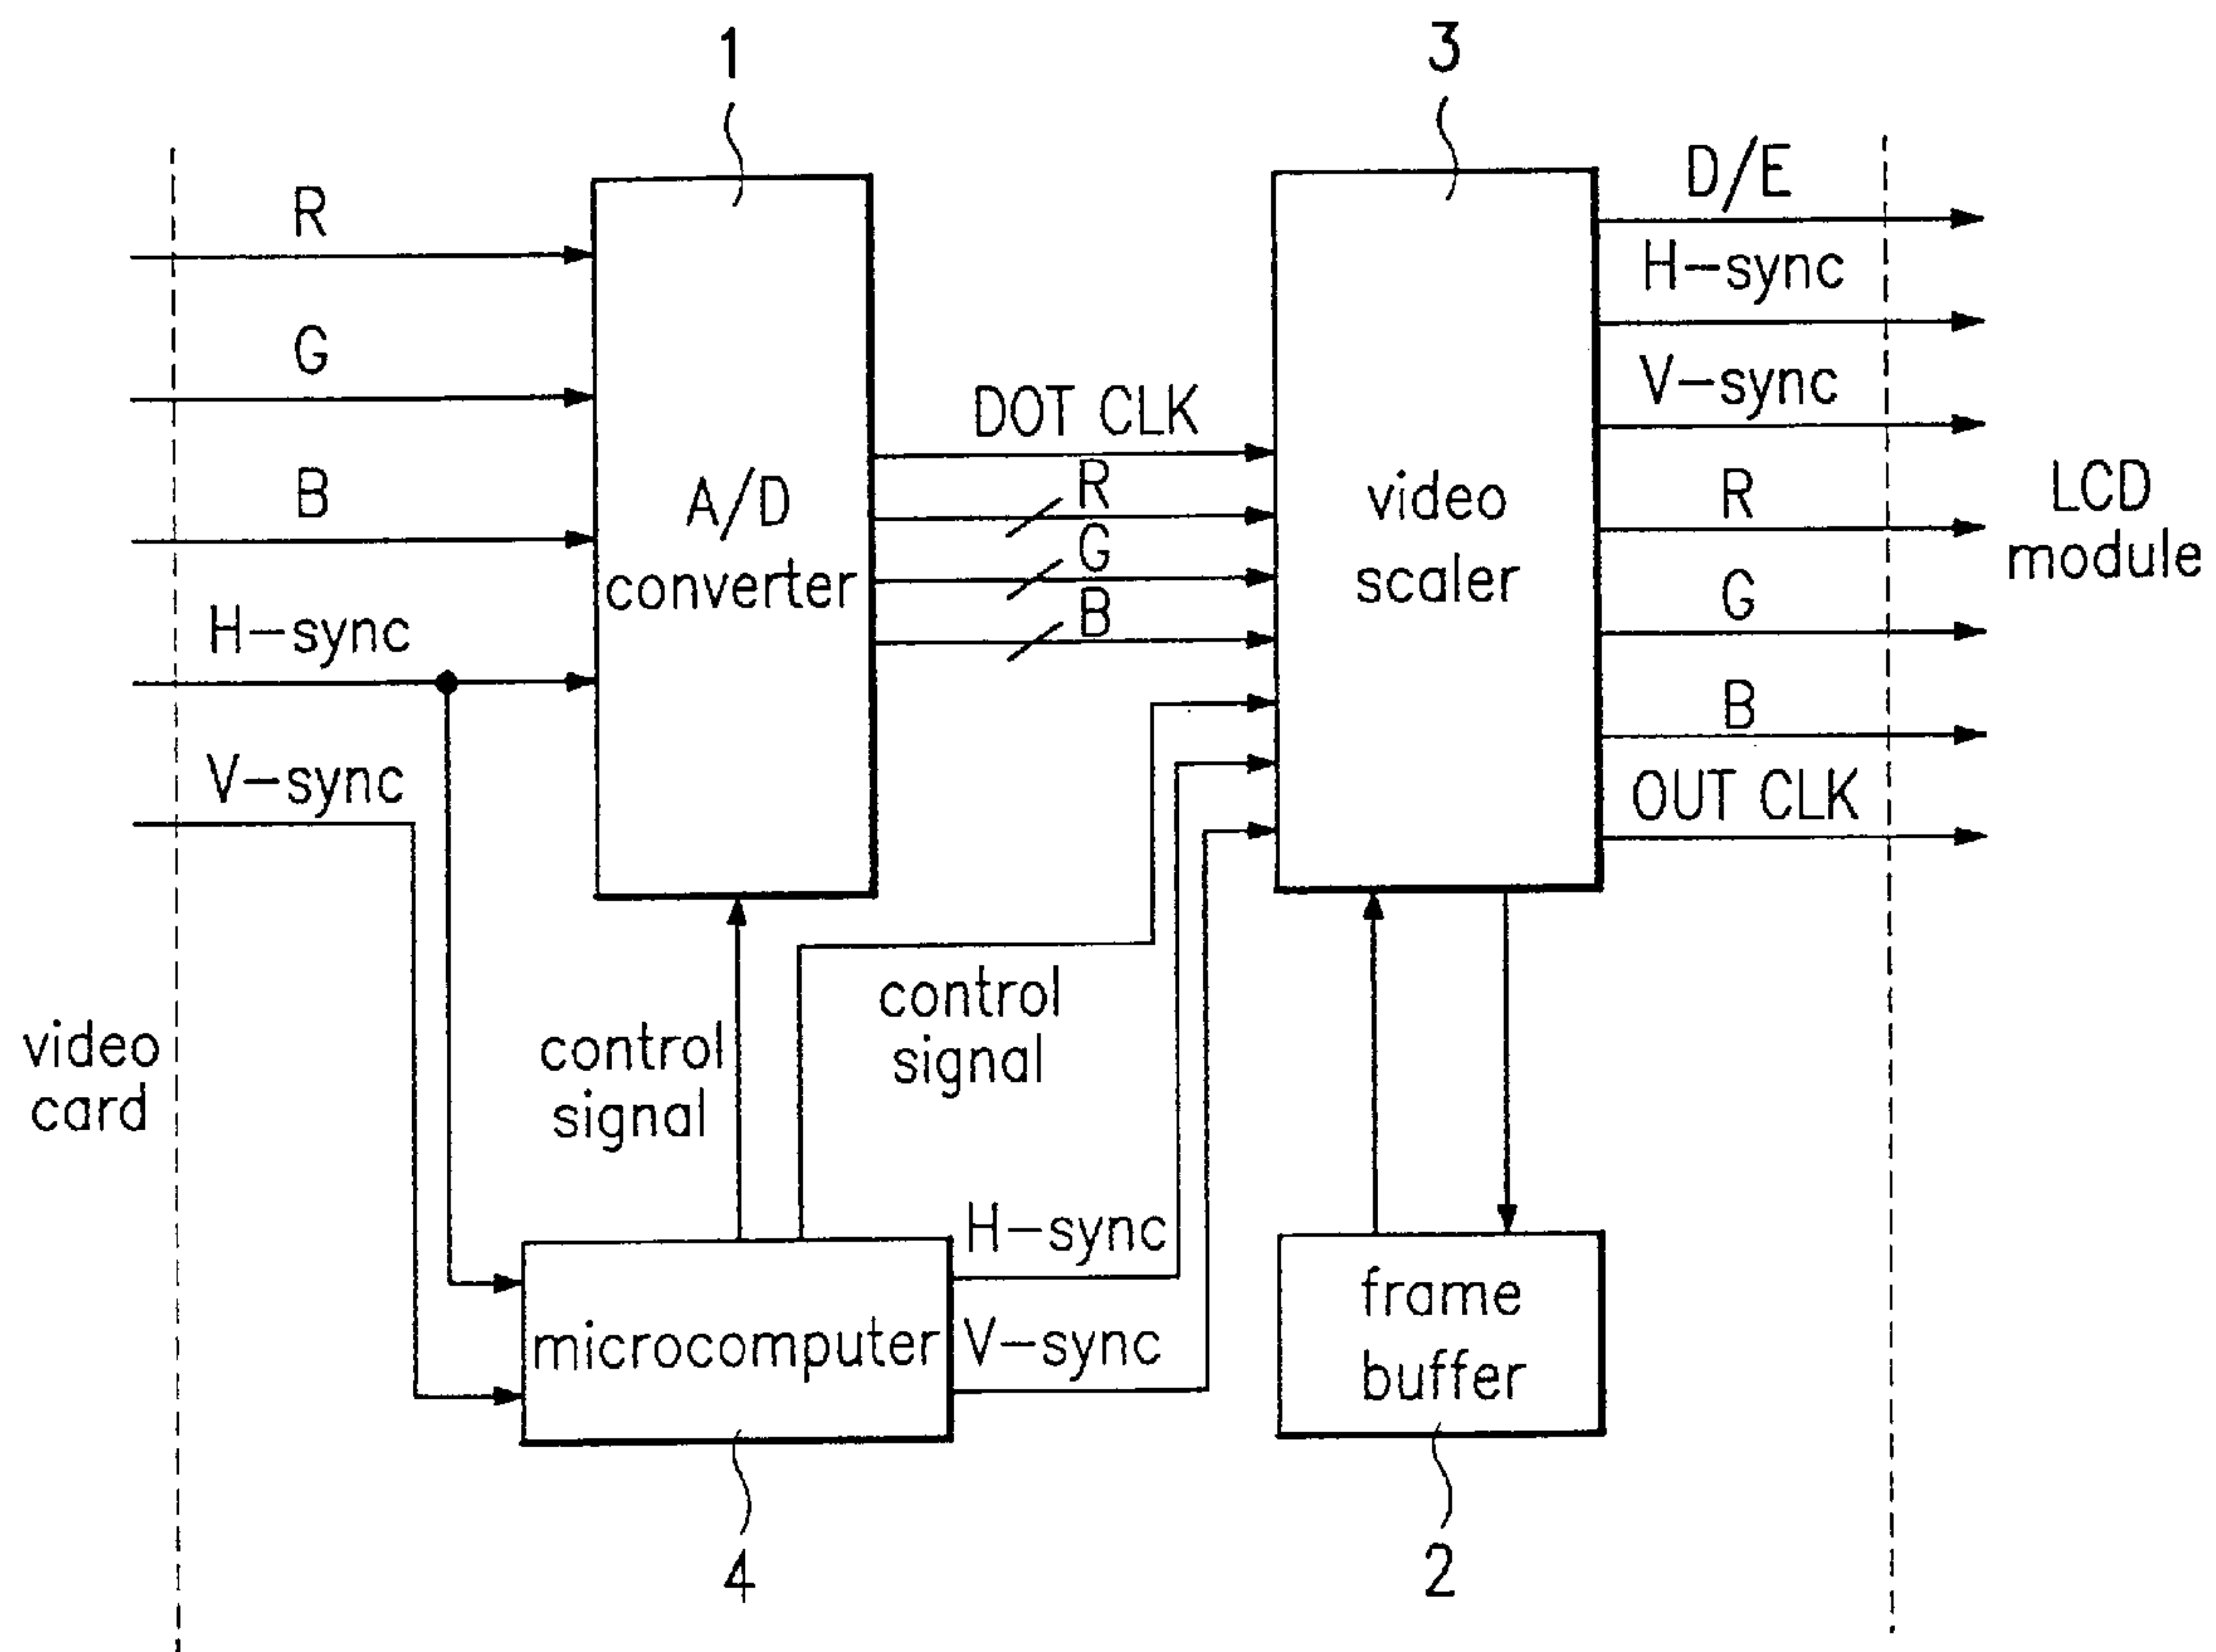 1
3
R
G
B
H-sync
V-sync
A/D
converter
DOT CLK
R
G
B
video
scaler
D/E
H-sync
V-sync
R
G
B
OUT CLK
LCD
module
video
card
control
signal
control
signal
microcomputer
H-sync
V-sync
frame
buffer
4
2